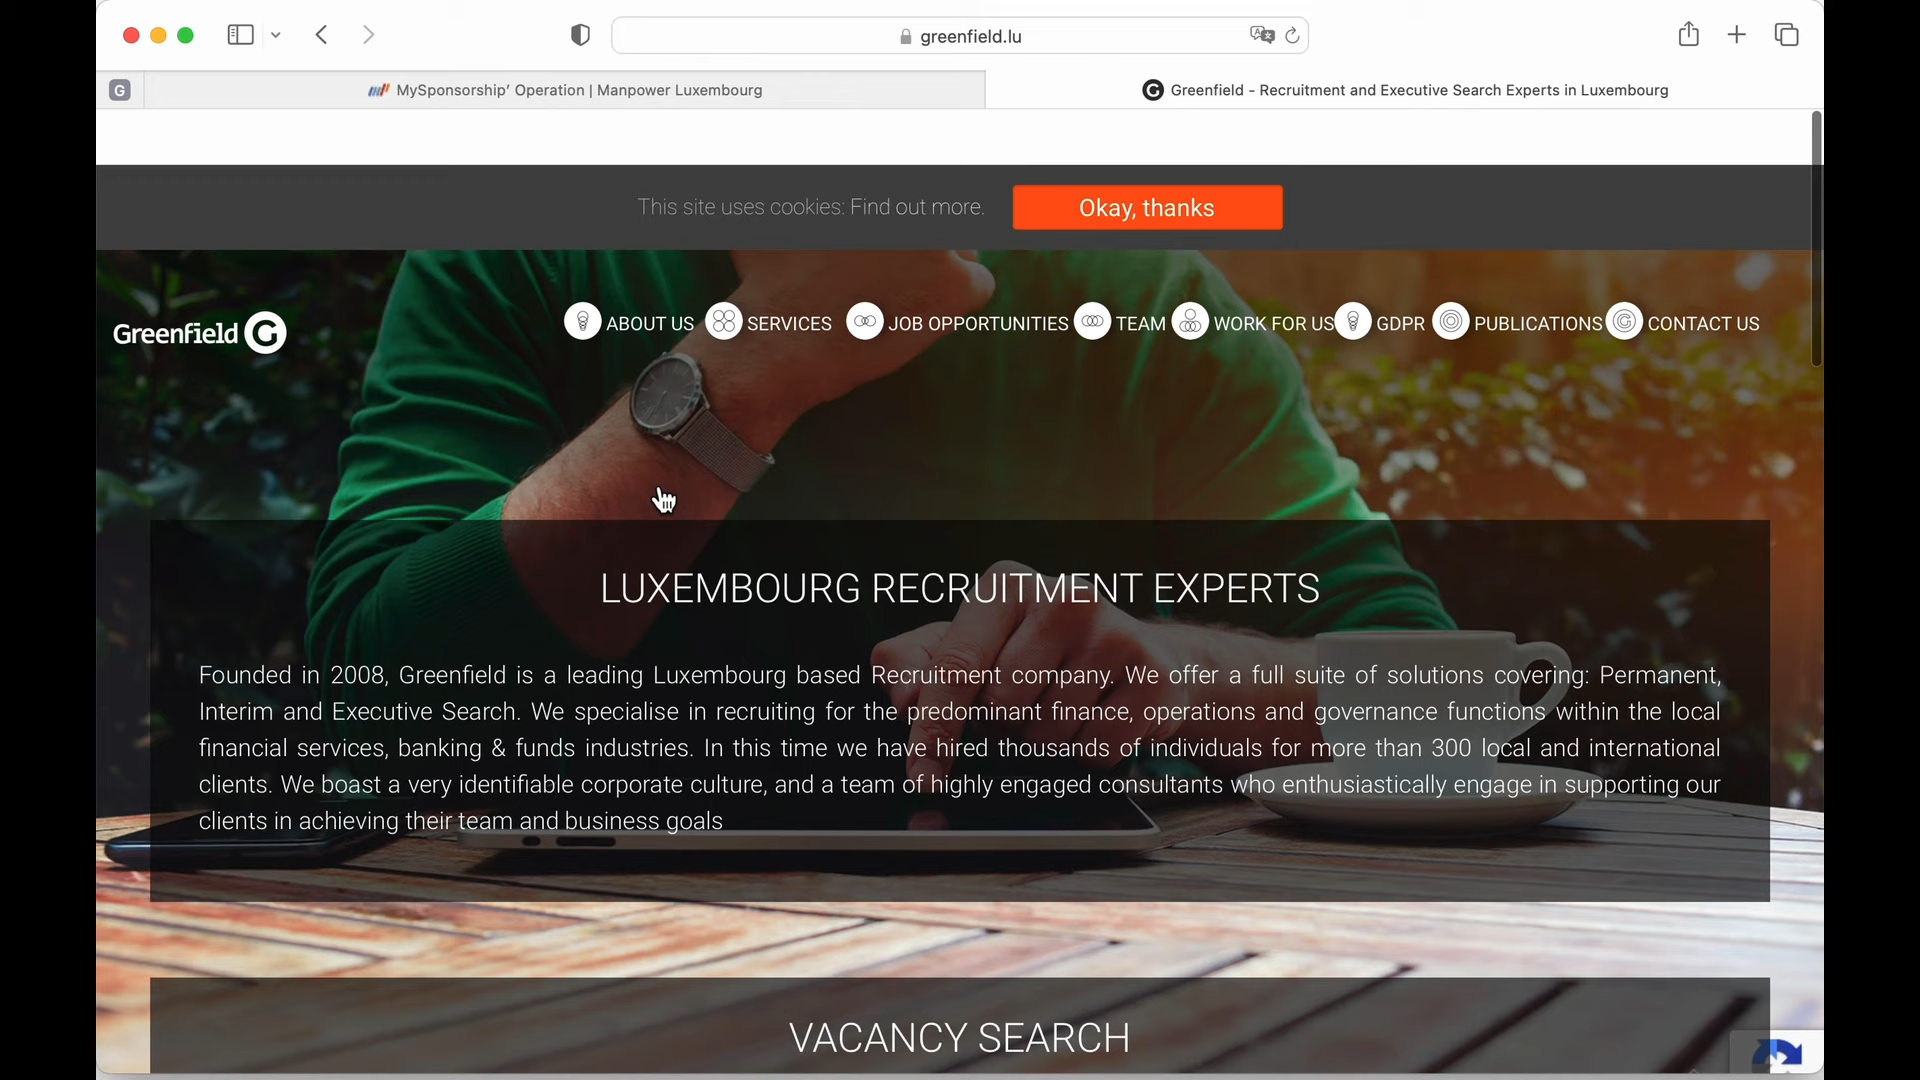 greenfield.lu
G
MySponsorship’ Operation | Manpower Luxembourg
G Greenfield - Recruitment and Executive Search Experts in Luxembourg
This site uses cookies: Find out more.
Okay, thanks
Greenfield G
ABOUT US SERVICES JOB OPPORTUNITIES TEAM WORK FOR US GDPR PUBLICATIONS CONTACT US
LUXEMBOURG RECRUITMENT EXPERTS
Founded in 2008, Greenfield is a leading Luxembourg based Recruitment company. We offer a full suite of solutions covering: Permanent,
Interim and Executive Search. We specialise in recruiting for the predominant finance, operations and governance functions within the local
financial services, banking & funds industries. In this time we have hired thousands of individuals for more than 300 local and international
clients. We boast a very identifiable corporate culture, and a team of highly engaged consultants who enthusiastically engage in supporting our
clients in achieving their team and business goals
VACANCY SEARCH